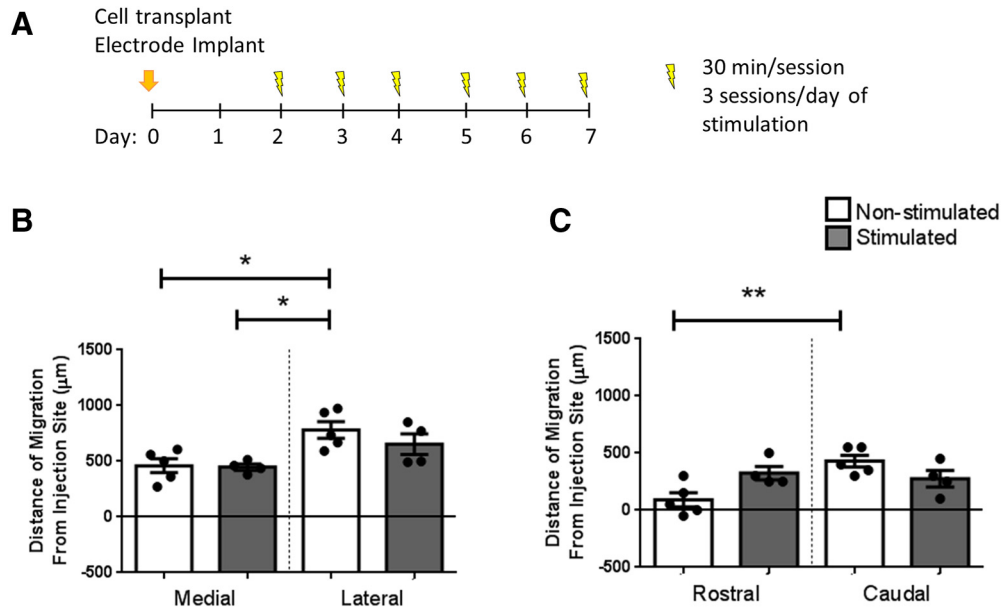 A
Cell transplant
Electrode Implant
30 min/session
3 sessions/day of
stimulation
Day: 0 1 2 3 4 5 6 7
B
*
*
1500
1000
500
0
-500
Distance of Migration
From Injection Site (μm)
Medial Lateral
C
Non-stimulated
Stimulated
**
1500
1000
500
0
-500
Distance of Migration
From Injection Site (μm)
Rostral Caudal